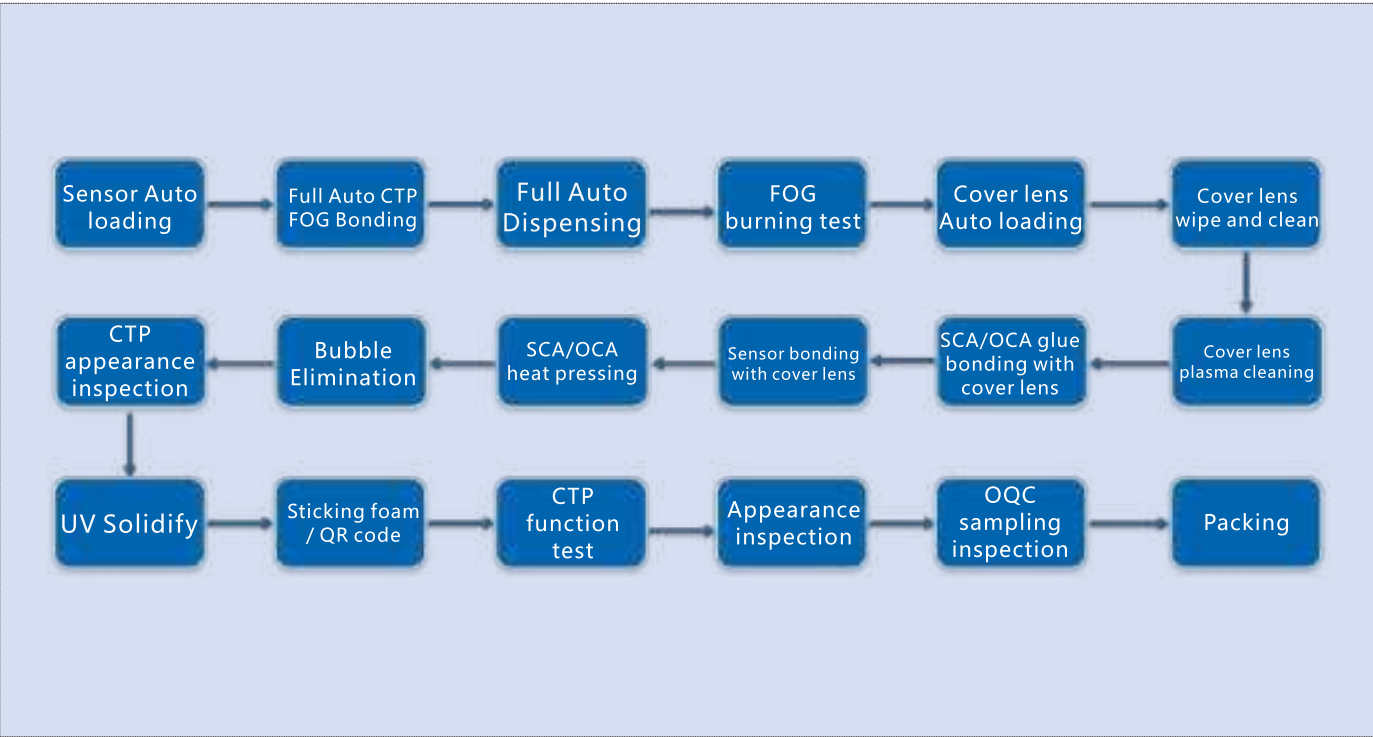 Sensor Auto
loading
Full Auto CTP
FOG Bonding
Full Auto
Dispensing
FOG
burning test
Cover lens
Auto loading
Cover lens
wipe and clean
Cover lens
plasma cleaning
SCA/OCA glue
bonding with
cover lens
Sensor bonding
with cover lens
SCA/OCA
heat pressing
Bubble
Elimination
CTP
appearance
inspection
UV Solidify
Sticking foam
/ QR code
CTP
function
test
Appearance
inspection
OQC
sampling
inspection
Packing